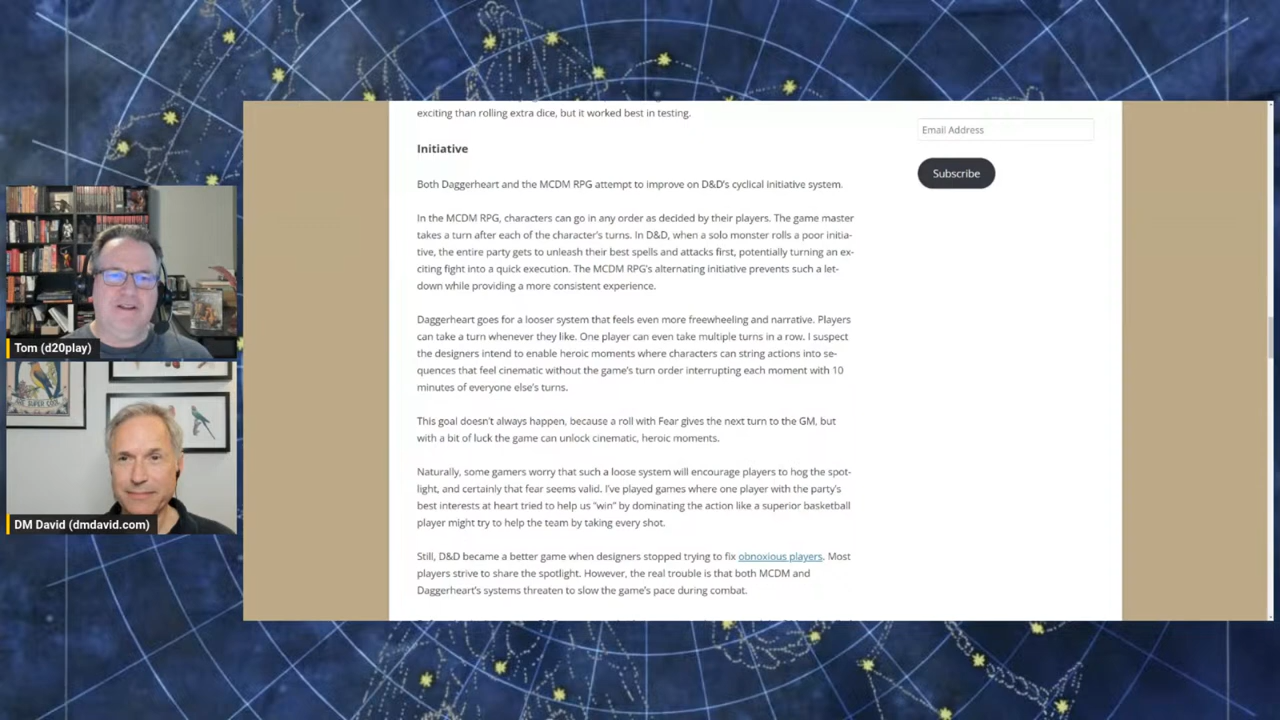 exciting than rolling extra dice, but it worked best in testing.
Initiative
Both Daggerheart and the MCDM RPG attempt to improve on D&D's cyclical initiative system.
In the MCDM RPG, characters can go in any order as decided by their players. The game master
takes a turn after each of the character's turns. In D&D, when a solo monster rolls a poor initia-
tive, the entire party gets to unleash their best spells and attacks first, potentially turning an ex-
citing fight into a quick execution. The MCDM RPG's alternating initiative prevents such a let-
down while providing a more consistent experience.
Daggerheart goes for a looser system that feels even more freewheeling and narrative. Players
can take a turn whenever they like. One player can even take multiple turns in a row. I suspect
the designers intend to enable heroic moments where characters can string actions into se-
quences that feel cinematic without the game's turn order interrupting each moment with 10
minutes of everyone else's turns.
This goal doesn't always happen, because a roll with Fear gives the next turn to the GM, but
with a bit of luck the game can unlock cinematic, heroic moments.
Naturally, some gamers worry that such a loose system will encourage players to hog the spot-
light, and certainly that fear seems valid. I've played games where one player with the party's
best interests at heart tried to help us "win" by dominating the action like a superior basketball
player might try to help the team by taking every shot.
Still, D&D became a better game when designers stopped trying to fix obnoxious players. Most
players strive to share the spotlight. However, the real trouble is that both MCDM and
Daggerheart's systems threaten to slow the game's pace during combat.
Email Address
Subscribe
Tom (d20play)
DM David (dmdavid.com)